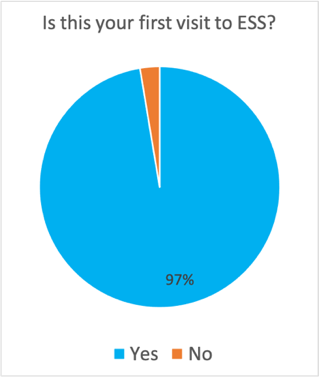 Is this your first visit to ESS?
97%
Yes No